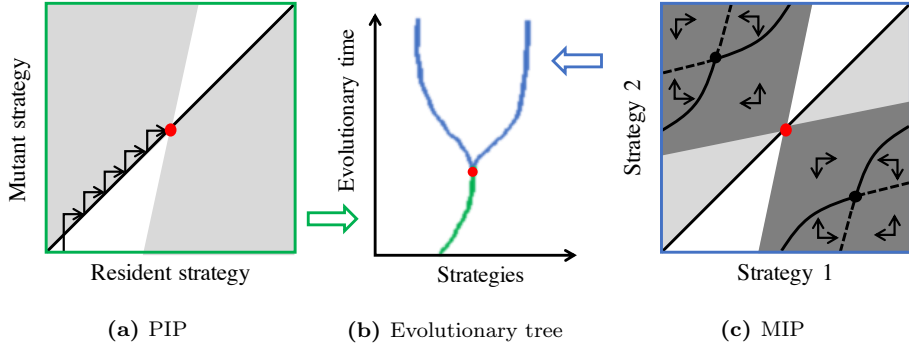 Mutant strategy
Resident strategy
Evolutionary time
Strategies
Strategy 2
Strategy 1
(a) PIP
(b) Evolutionary tree
(c) MIP